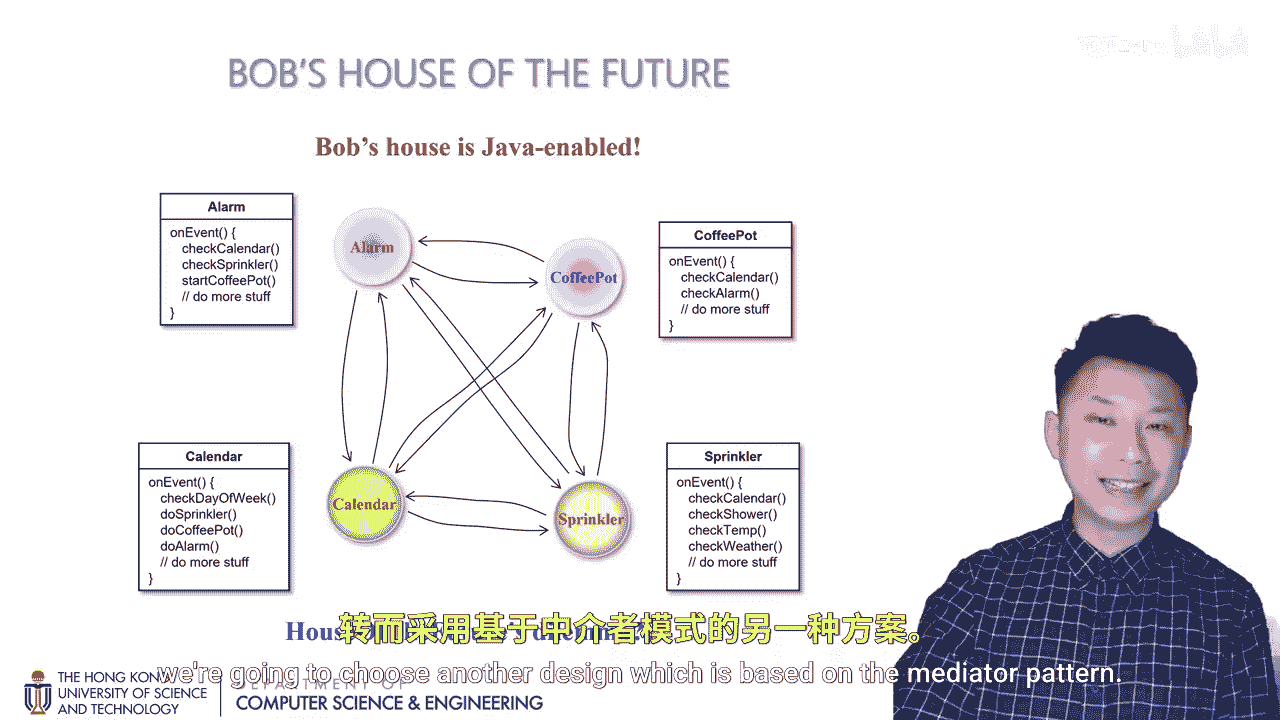 BOB'S HOUSE OF THE FUTURE
Bob's house is Java-enabled!
Alarm
onEvent() {
checkCalendar()
checkSprinkler()
startCoffeePot()
// do more stuff
}
Alarm
CoffeePot
CoffeePot
onEvent() {
checkCalendar()
checkAlarm()
// do more stuff
}
Calendar
onEvent() {
checkDayOfWeek()
doSprinkler()
doCoffeePot()
doAlarm()
// do more stuff
}
Calendar
Sprinkler
Sprinkler
onEvent() {
checkCalendar()
checkShower()
checkTemp()
checkWeather()
// do more stuff
}
转而采用基于中介者模式的另一种方案。
we're going to choose another design which is based on the mediator pattern.
THE HONG KONG
UNIVERSITY OF SCIENCE
AND TECHNOLOGY
DEPARTMENT OF
COMPUTER SCIENCE & ENGINEERING